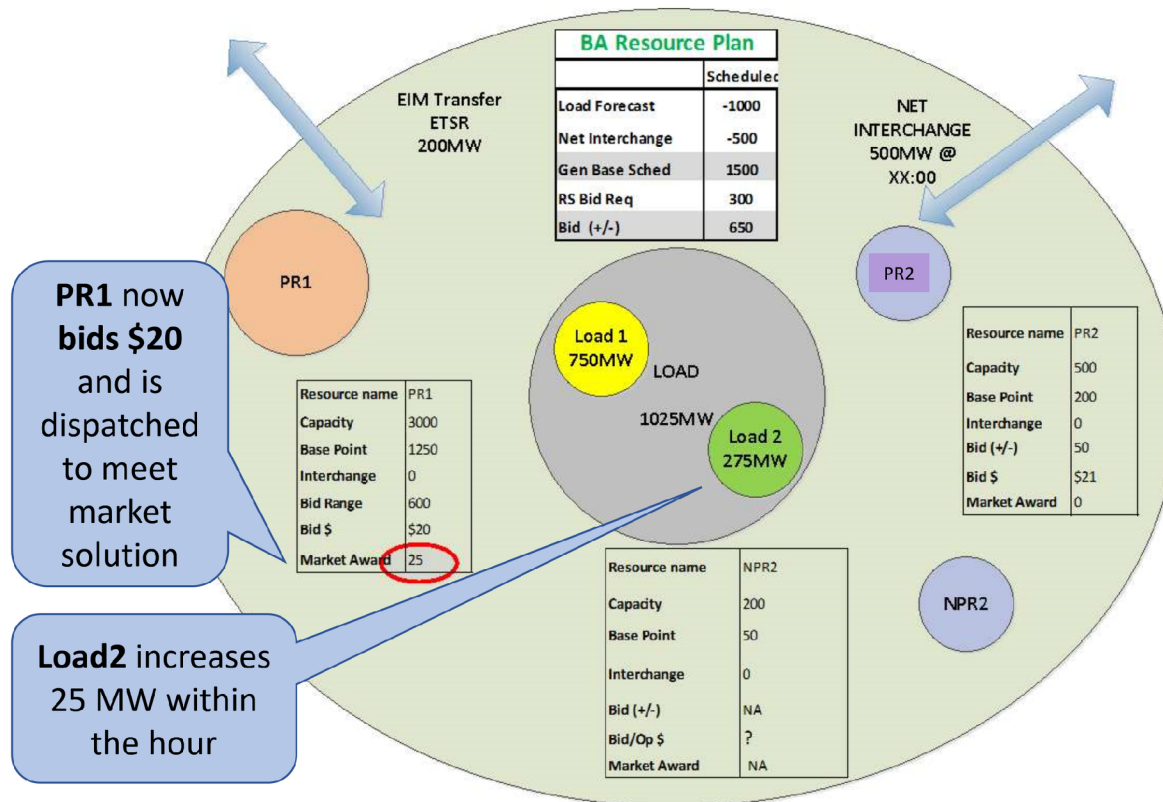 BA Resource Plan
Scheduled
Load Forecast -1000
Net Interchange -500
Gen Base Sched 1500
RS Bid Req 300
Bid (+/-) 650
EIM Transfer
ETSR
200MW
NET
INTERCHANGE
500MW @
XX:00
PR1
PR2
PR1 now
bids $20
and is
dispatched
to meet
market
solution
Load 1
750MW
LOAD
1025MW
Load 2
275MW
Resource name PR1
Capacity 3000
Base Point 1250
Interchange 0
Bid Range 600
Bid $ $20
Market Award 25
Resource name PR2
Capacity 500
Base Point 200
Interchange 0
Bid (+/-) 50
Bid $ $21
Market Award 0
Load2 increases
25 MW within
the hour
Resource name NPR2
Capacity 200
Base Point 50
Interchange 0
Bid (+/-) NA
Bid/Op $ ?
Market Award NA
NPR2